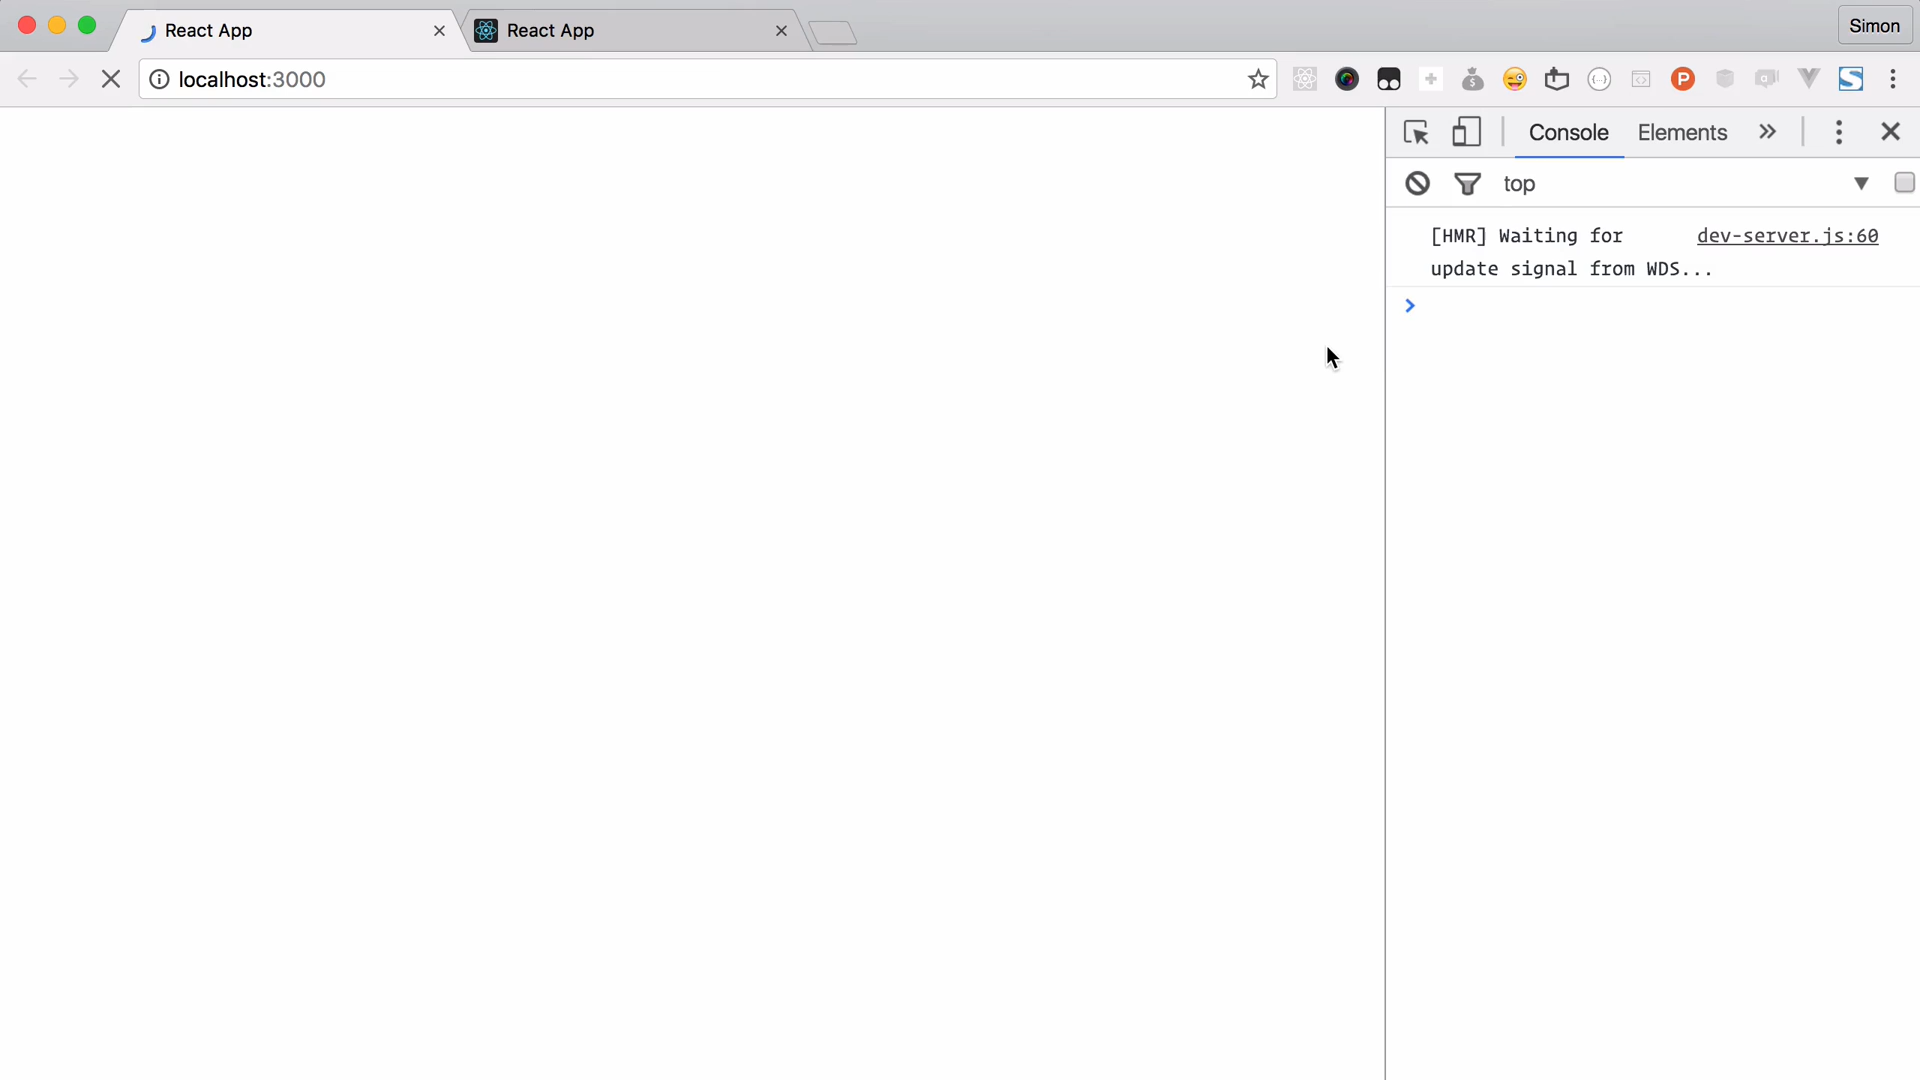 React App
React App
Simon
localhost:3000
P
Console Elements
top
[HMR] Waiting for dev-server.js:60
update signal from WDS...